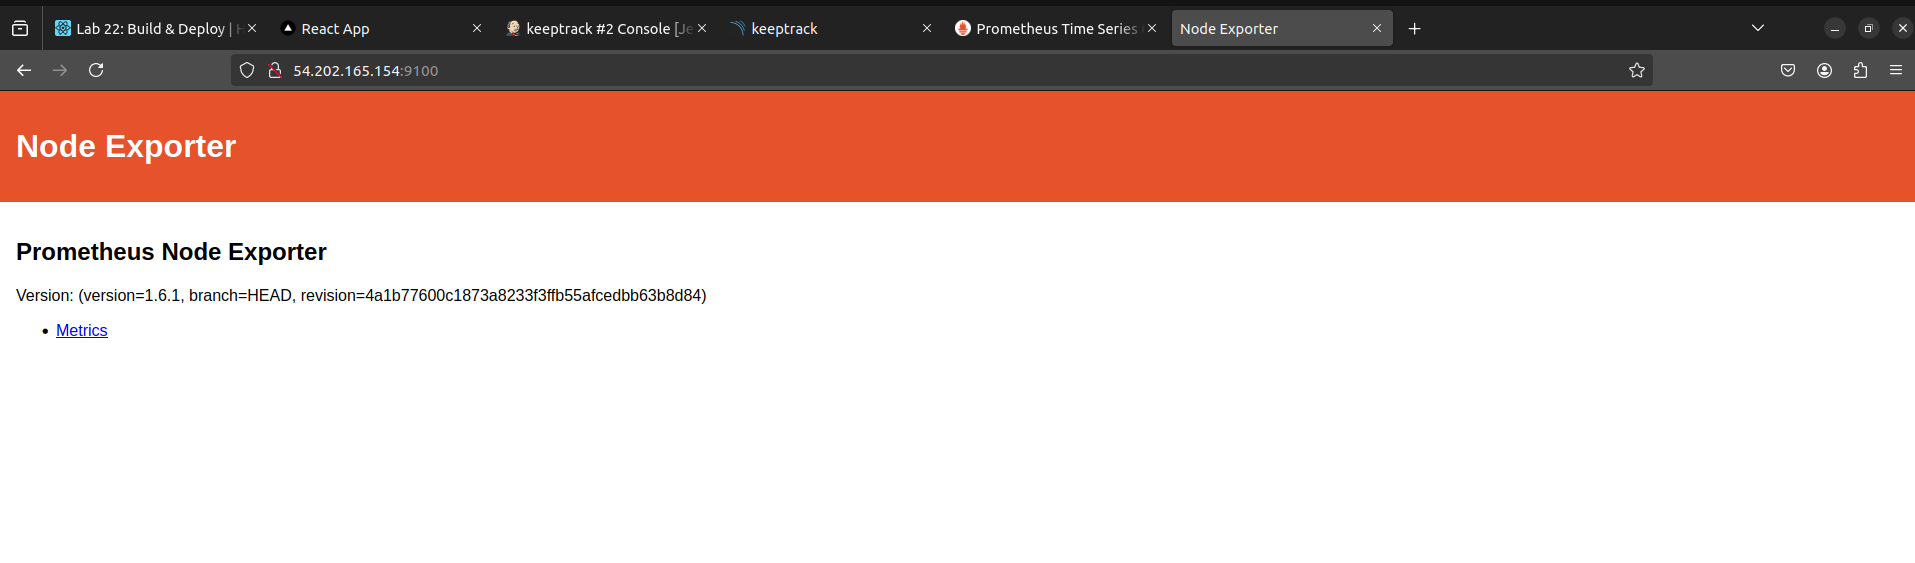 Lab 22: Build & Deploy |
React App
keeptrack #2 Console [Je
keeptrack
Prometheus Time Series
Node Exporter
54.202.165.154:9100
Node Exporter
Prometheus Node Exporter
Version: (version=1.6.1, branch=HEAD, revision=4a1b77600c1873a8233f3ffb55afcedbb63b8d84)
Metrics